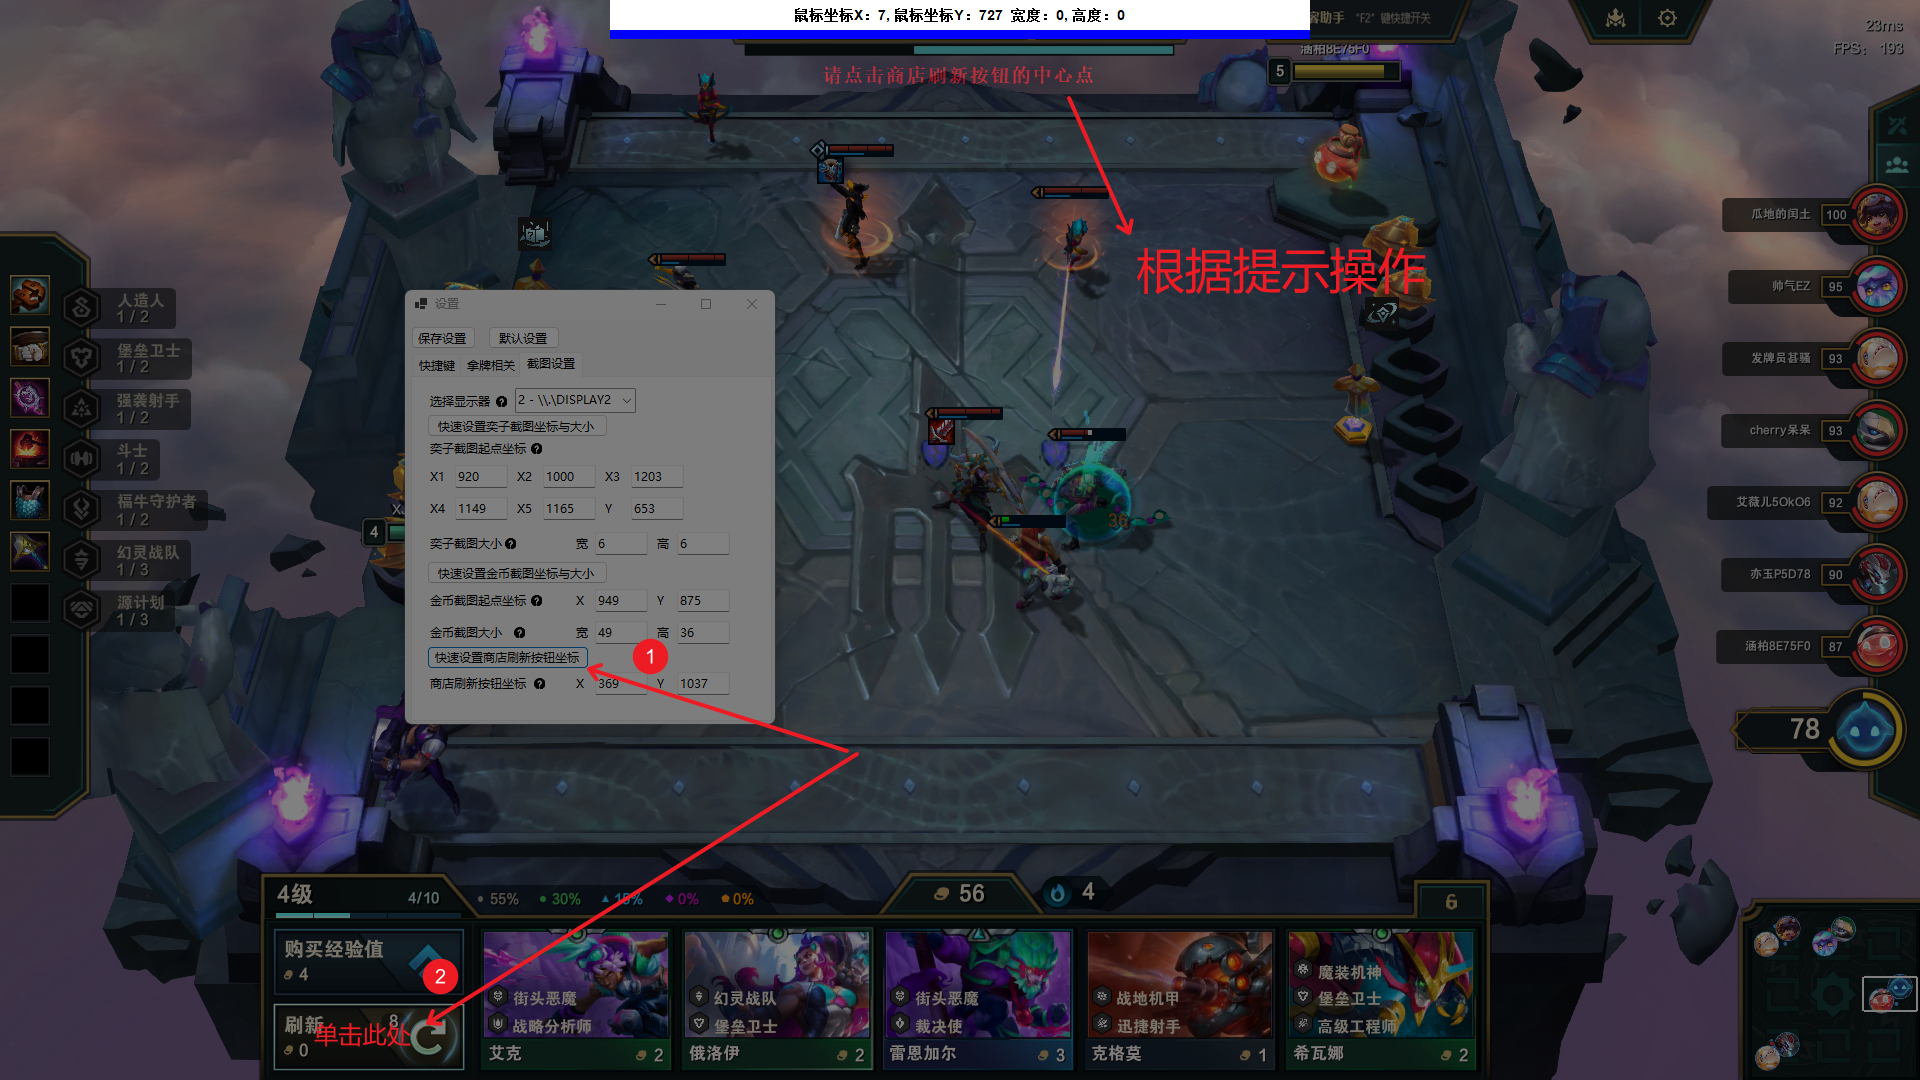 鼠标坐标X：7,鼠标坐标Y：727 宽度：0,高度：0
请点击商店刷新按钮的中心点
"F2" 键快捷开关
23ms
FPS： 193
涵柏8E75F0
5
根据提示操作
瓜地的闰土 100
帅气EZ 95
发牌员甚骚 93
cherry呆呆 93
艾薇儿5OkO6 92
亦玉P5D78 90
涵柏8E75F0 87
78
人造人
1 / 2
堡垒卫士
1 / 2
强袭射手
1 / 2
斗士
1 / 2
福牛守护者
1 / 2
幻灵战队
1 / 3
源计划
1 / 3
4
36
设置
保存设置 默认设置
快捷键 拿牌相关 截图设置
选择显示器 2 - \\.\DISPLAY2
快速设置奕子截图坐标与大小
奕子截图起点坐标
X1 920 X2 1000 X3 1203
X4 1149 X5 1165 Y 653
奕子截图大小 宽 6 高 6
快速设置金币截图坐标与大小
金币截图起点坐标 X 949 Y 875
金币截图大小 宽 49 高 36
快速设置商店刷新按钮坐标
1
商店刷新按钮坐标 X 369 Y 1037
4级 4/10 55% 30% 15% 0% 0%
56
4
6
购买经验值
4
2
刷新 8
0
单击此处
街头恶魔
战略分析师
艾克 2
幻灵战队
堡垒卫士
俄洛伊 2
街头恶魔
裁决使
雷恩加尔 3
战地机甲
迅捷射手
克格莫 1
魔装机神
堡垒卫士
高级工程师
希瓦娜 2